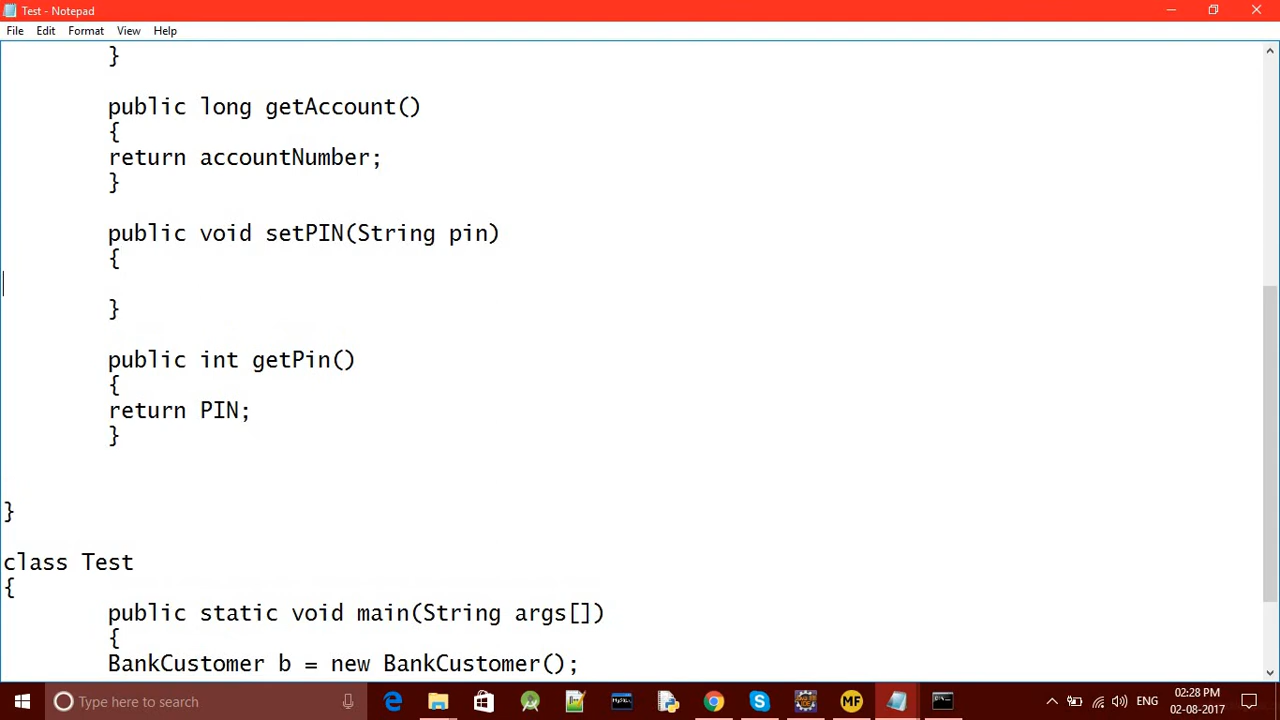 Test - Notepad
File Edit Format View Help
}
public long getAccount()
{
return accountNumber;
}
public void setPIN(String pin)
{
}
public int getPin()
{
return PIN;
}
}
class Test
{
public static void main(String args[])
{
BankCustomer b = new BankCustomer();
Type here to search
MF
ENG
02:28 PM
02-08-2017